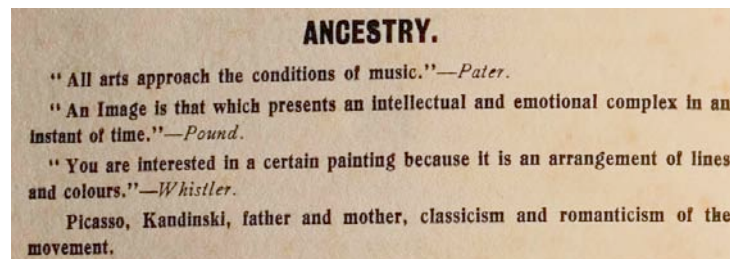 ANCESTRY.
“ All arts approach the conditions of music.”—Pater.
“ An Image is that which presents an intellectual and emotional complex in an
instant of time.”—Pound.
“ You are interested in a certain painting because it is an arrangement of lines
and colours.”—Whistler.
Picasso, Kandinski, father and mother, classicism and romanticism of the
movement.